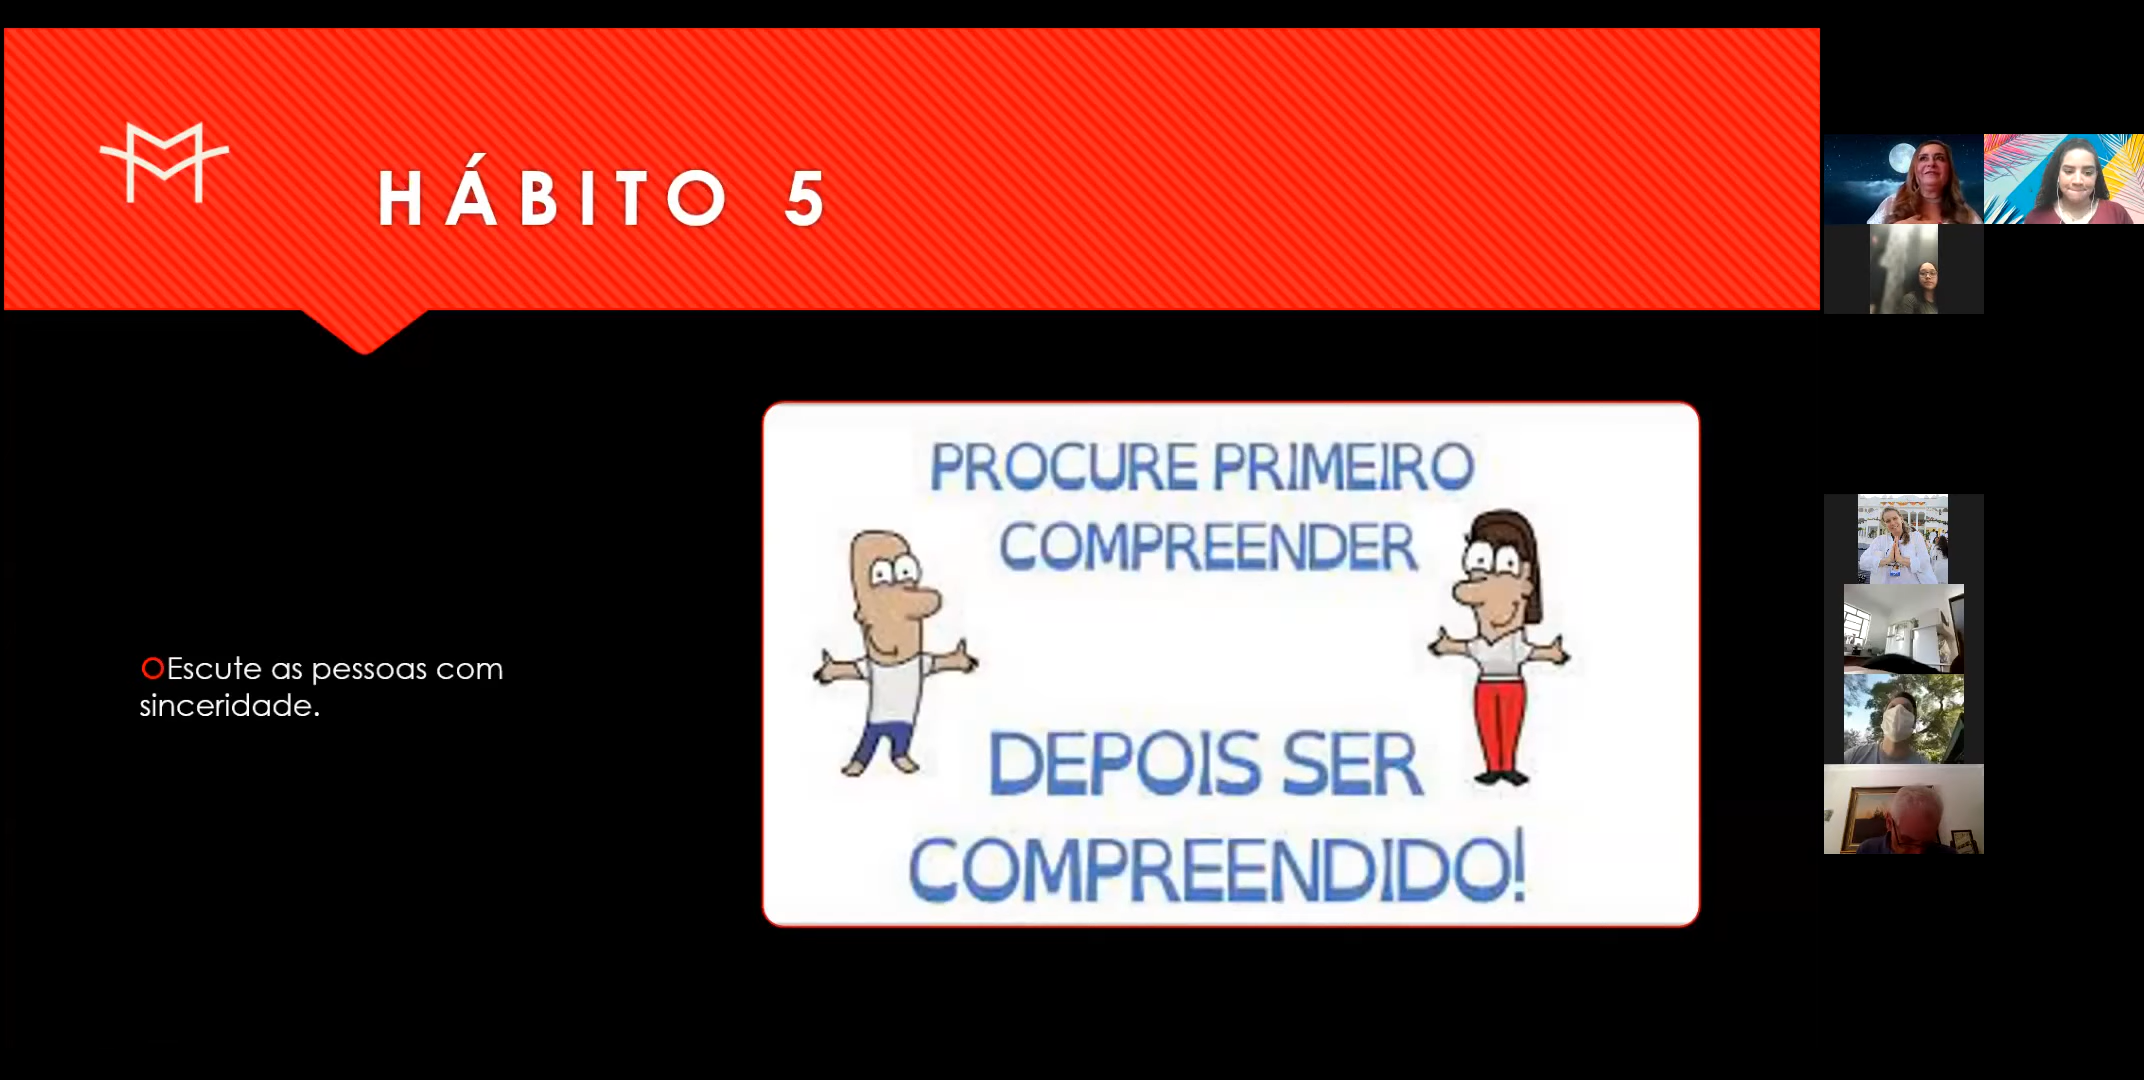 HÁBITO 5
Escute as pessoas com
sinceridade.
PROCURE PRIMEIRO
COMPREENDER
DEPOIS SER
COMPREENDIDO!